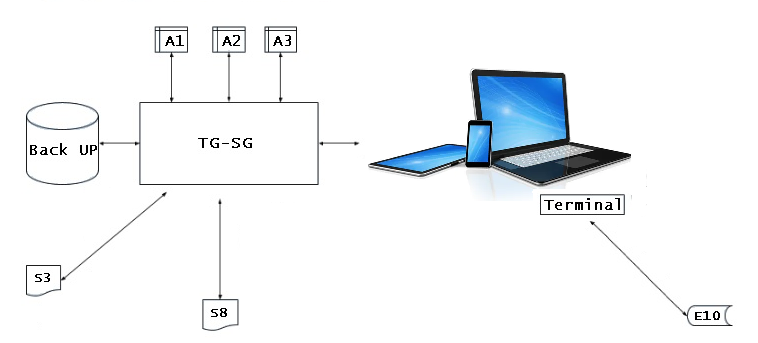 A1
A2
A3
Back UP
TG-SG
Terminal
S3
S8
E10